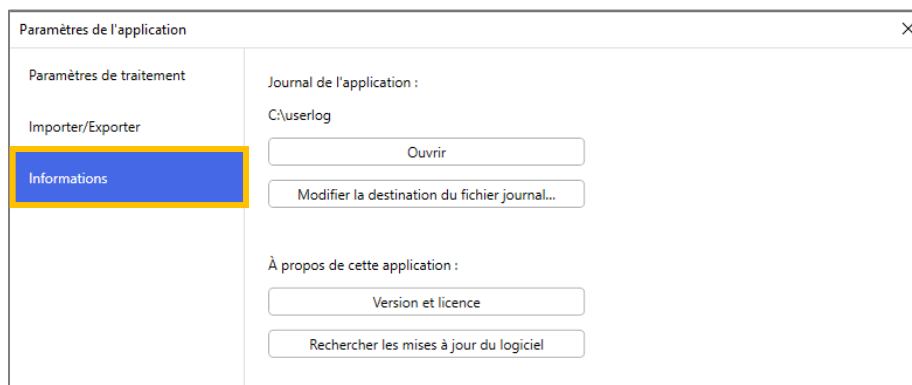 Paramètres de l'application
Paramètres de traitement
Importer/Exporter
Informations
Journal de l'application :
C:\userlog
Ouvrir
Modifier la destination du fichier journal...
À propos de cette application :
Version et licence
Rechercher les mises à jour du logiciel